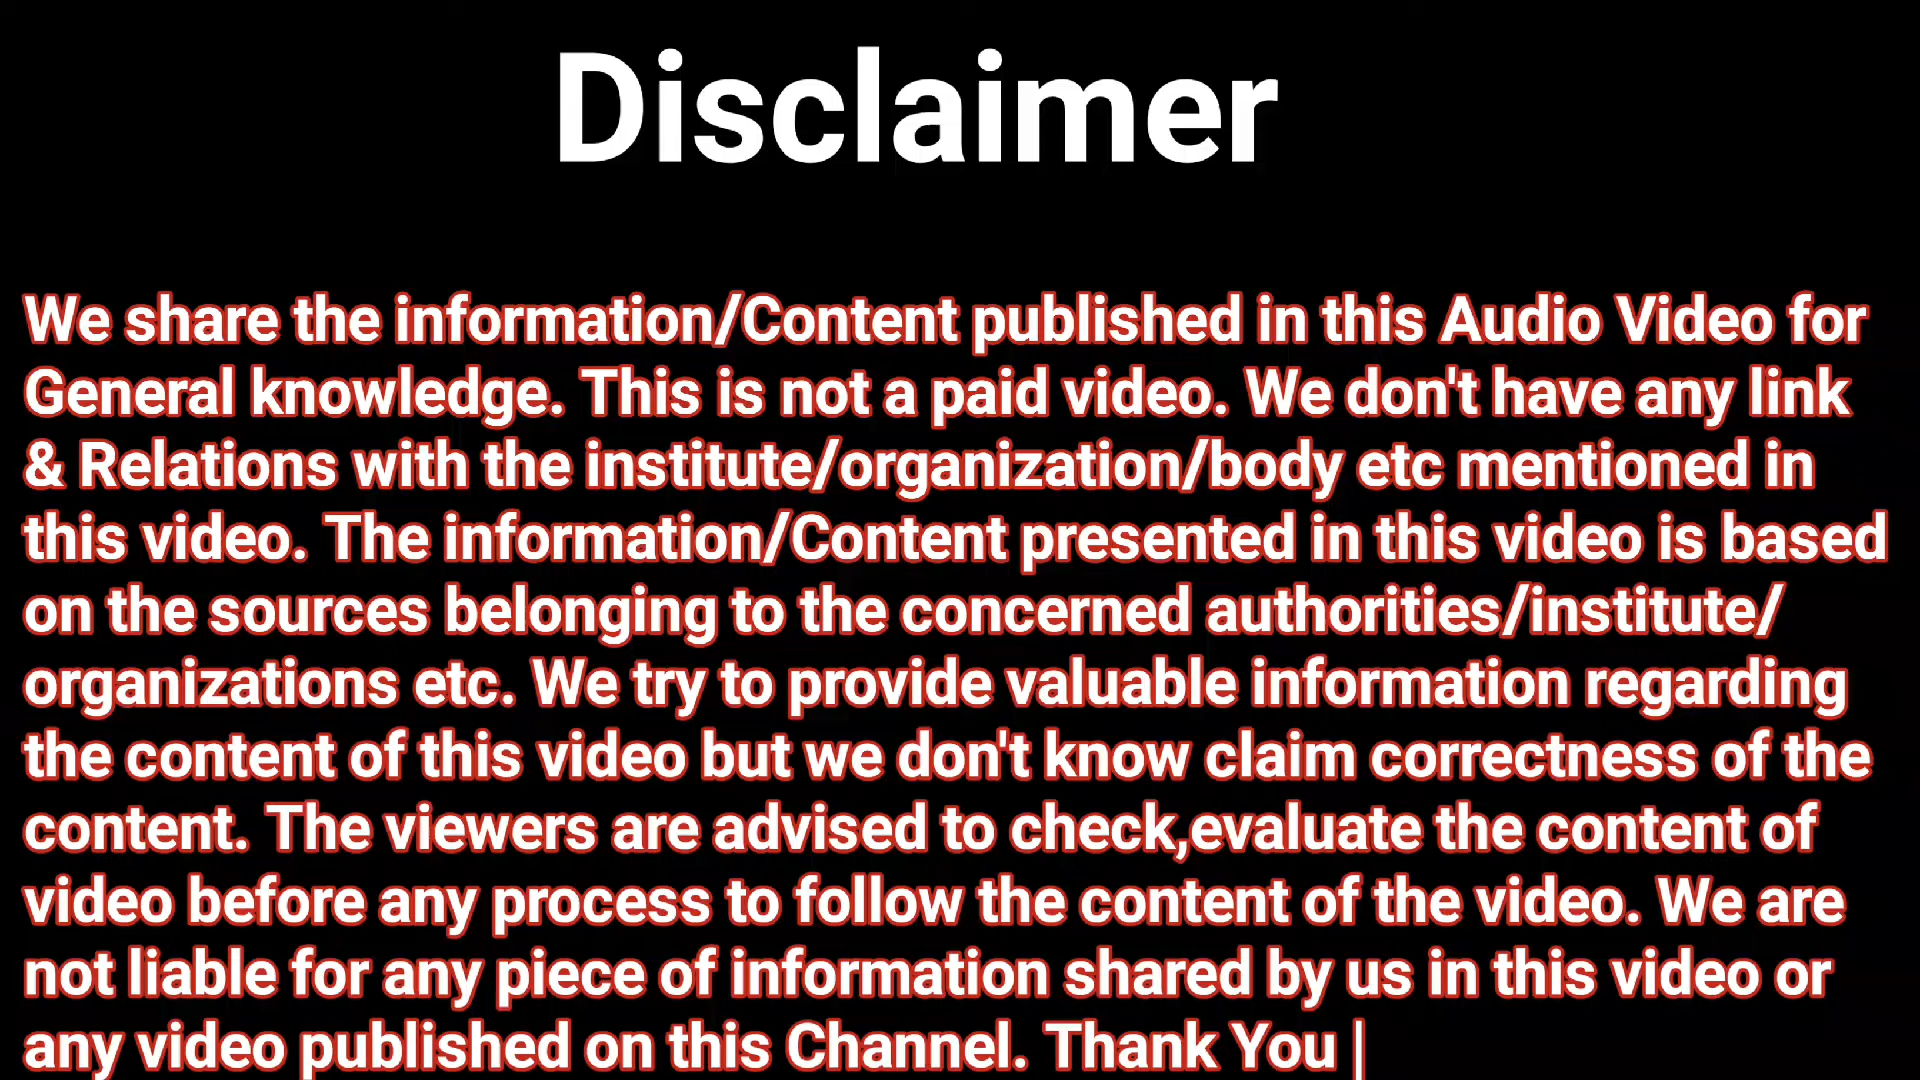 Disclaimer
We share the information/Content published in this Audio Video for
General knowledge. This is not a paid video. We don't have any link
& Relations with the institute/organization/body etc mentioned in
this video. The information/Content presented in this video is based
on the sources belonging to the concerned authorities/institute/
organizations etc. We try to provide valuable information regarding
the content of this video but we don't know claim correctness of the
content. The viewers are advised to check,evaluate the content of
video before any process to follow the content of the video. We are
not liable for any piece of information shared by us in this video or
any video published on this Channel. Thank You |